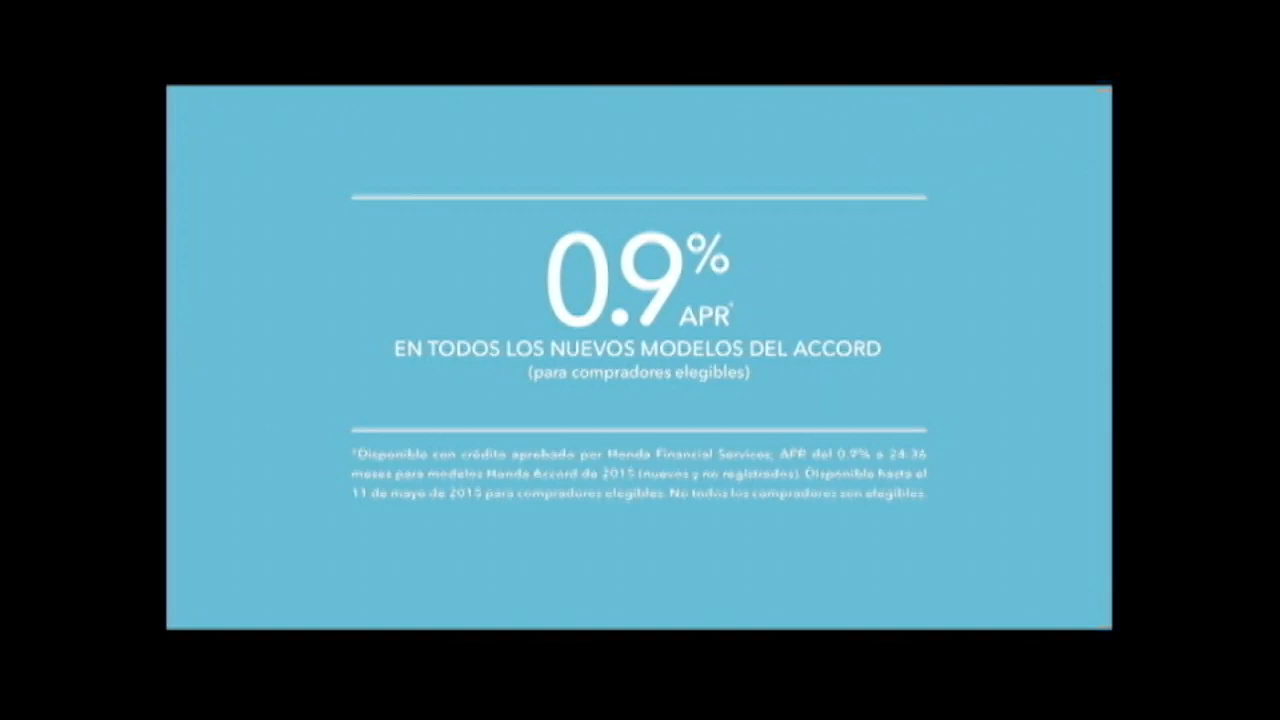 0.9%
APR*
EN TODOS LOS NUEVOS MODELOS DEL ACCORD
(para compradores elegibles)
*Disponible con crédito aprobado por Honda Financial Services, APR del 0.9% a 24-36
meses para modelos Honda Accord de 2015 (nuevos y no registrados). Disponible hasta el
11 de mayo de 2015 para compradores elegibles. No todos los compradores son elegibles.